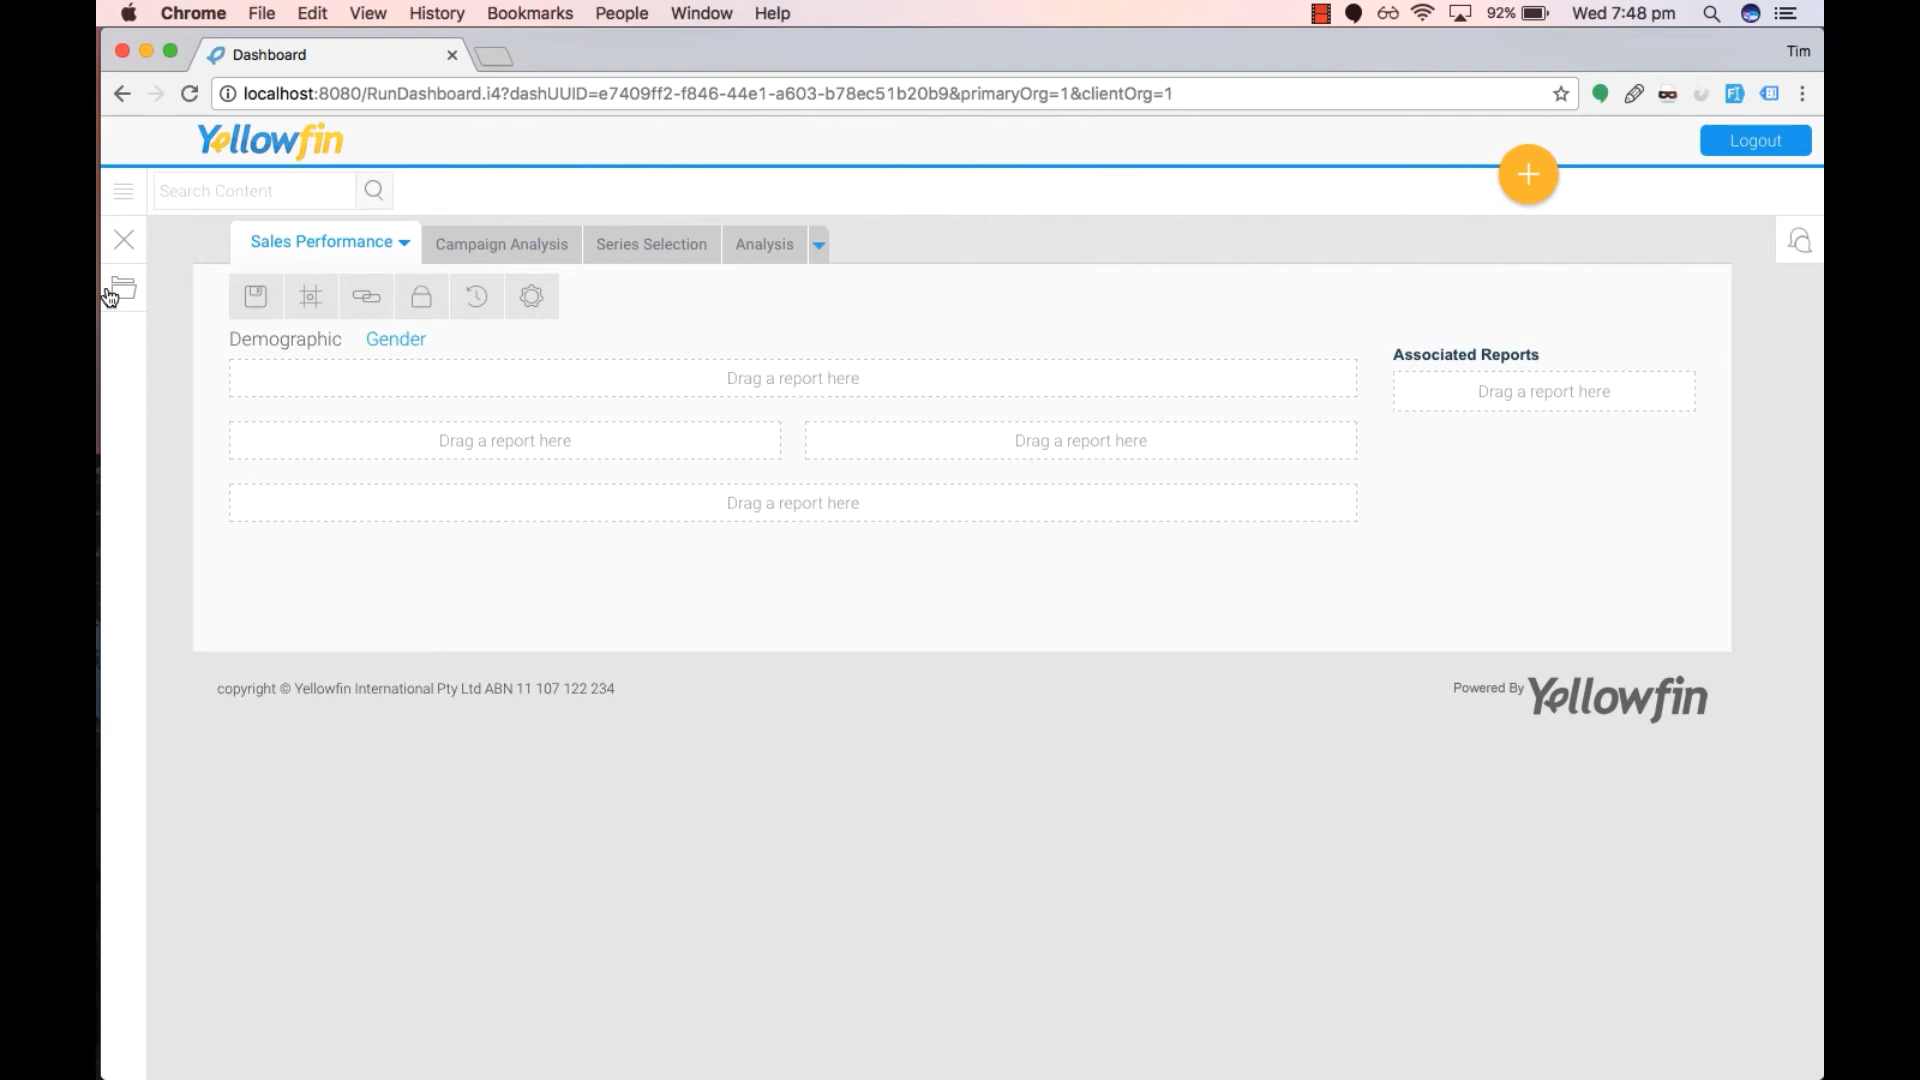 Chrome File Edit View History Bookmarks People Window Help 92% Wed 7:48 pm
Dashboard Tim
localhost:8080/RunDashboard.i4?dashUUID=e7409ff2-f846-44e1-a603-b78ec51b20b9&primaryOrg=1&clientOrg=1
Yellowfin Logout
Search Content
Sales Performance Campaign Analysis Series Selection Analysis
Demographic Gender
Associated Reports
Drag a report here
Drag a report here
Drag a report here Drag a report here
Drag a report here
copyright © Yellowfin International Pty Ltd ABN 11 107 122 234
Powered By Yellowfin